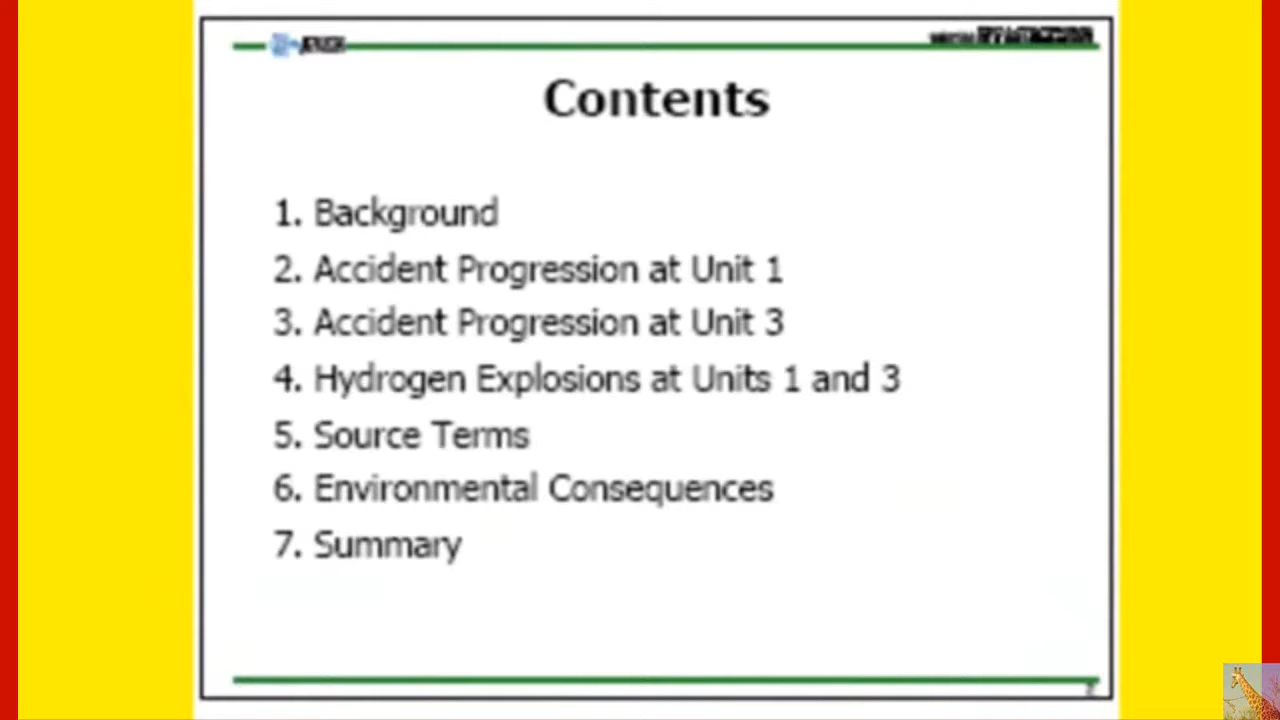 Contents
1. Background
2. Accident Progression at Unit 1
3. Accident Progression at Unit 3
4. Hydrogen Explosions at Units 1 and 3
5. Source Terms
6. Environmental Consequences
7. Summary